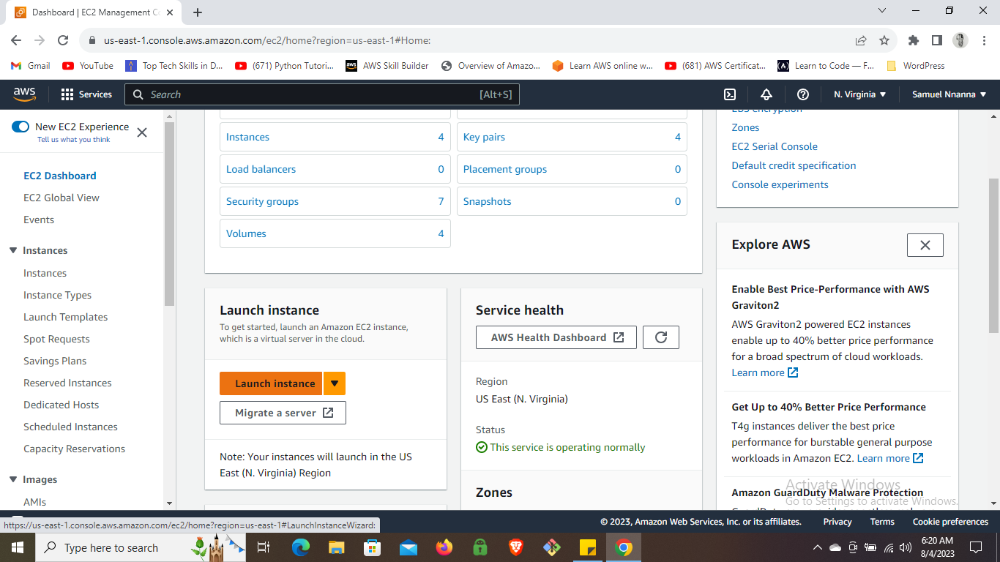 Dashboard | EC2 Management Co
us-east-1.console.aws.amazon.com/ec2/home?region=us-east-1#Home:
Gmail
YouTube
Top Tech Skills in D...
(671) Python Tutori...
aws
AWS Skill Builder
Overview of Amazo...
Learn AWS online w...
(681) AWS Certificat...
Learn to Code — F...
WordPress
aws
Services
Search
[Alt+S]
N. Virginia
Samuel Nnanna
New EC2 Experience
Tell us what you think
EC2 Dashboard
EC2 Global View
Events
Instances
Instances
Instance Types
Launch Templates
Spot Requests
Savings Plans
Reserved Instances
Dedicated Hosts
Scheduled Instances
Capacity Reservations
Images
AMIs
Instances 4
Key pairs 4
Load balancers 0
Placement groups 0
Security groups 7
Snapshots 0
Volumes 4
Launch instance
To get started, launch an Amazon EC2 instance,
which is a virtual server in the cloud.
Launch instance
Migrate a server
Note: Your instances will launch in the US
East (N. Virginia) Region
Service health
AWS Health Dashboard
Region
US East (N. Virginia)
Status
This service is operating normally
Zones
EBS encryption
Zones
EC2 Serial Console
Default credit specification
Console experiments
Explore AWS
Enable Best Price-Performance with AWS
Graviton2
AWS Graviton2 powered EC2 instances
enable up to 40% better price performance
for a broad spectrum of cloud workloads.
Learn more
Get Up to 40% Better Price Performance
T4g instances deliver the best price
performance for burstable general purpose
workloads in Amazon EC2. Learn more
Amazon GuardDuty Malware Protection
Activate Windows
Go to Settings to activate Windows.
https://us-east-1.console.aws.amazon.com/ec2/home?region=us-east-1#LaunchInstanceWizard:
© 2023, Amazon Web Services, Inc. or its affiliates.
Privacy
Terms
Cookie preferences
Type here to search
6:20 AM
8/4/2023